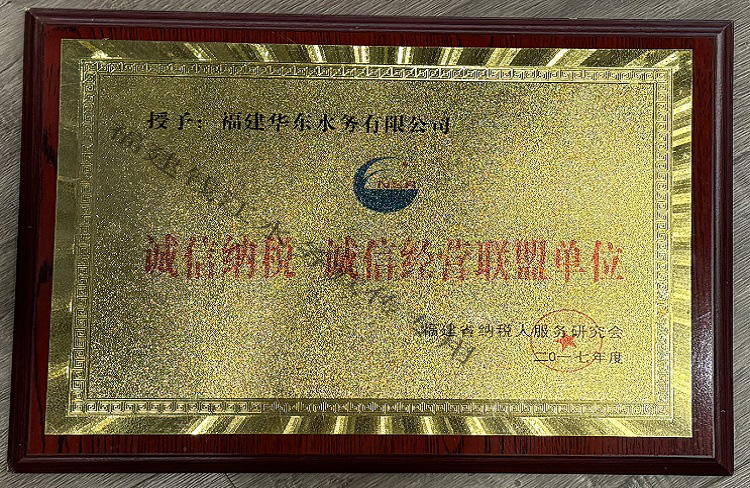 授予：福建华东水务有限公司
诚信纳税 诚信经营联盟单位
福建省纳税人服务研究会
二〇一七年度